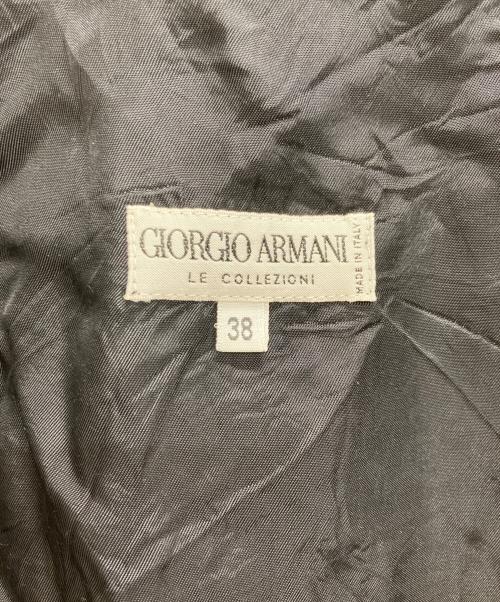 GIORGIO ARMANI
LE COLLEZIONI
MADE IN ITALY
38